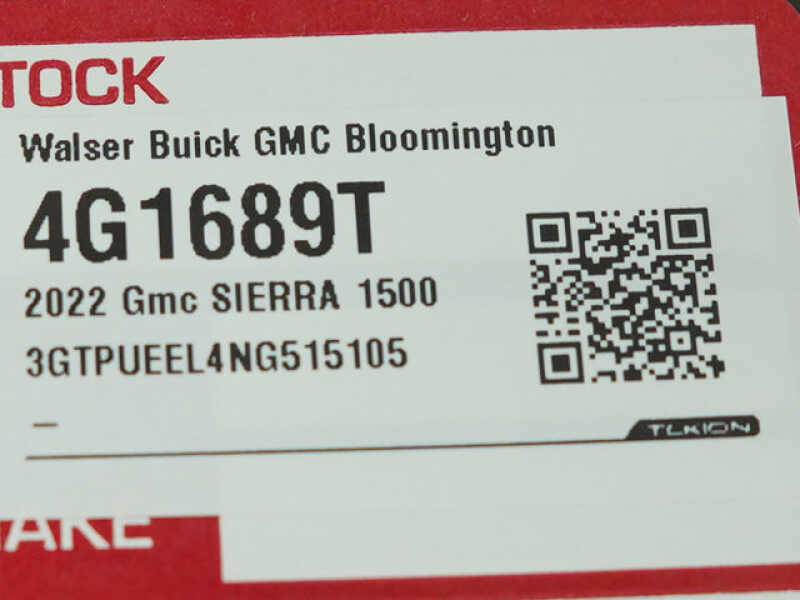 TOCK
Walser Buick GMC Bloomington
4G1689T
2022 Gmc SIERRA 1500
3GTPUEEL4NG515105
–
TEKION
AKE